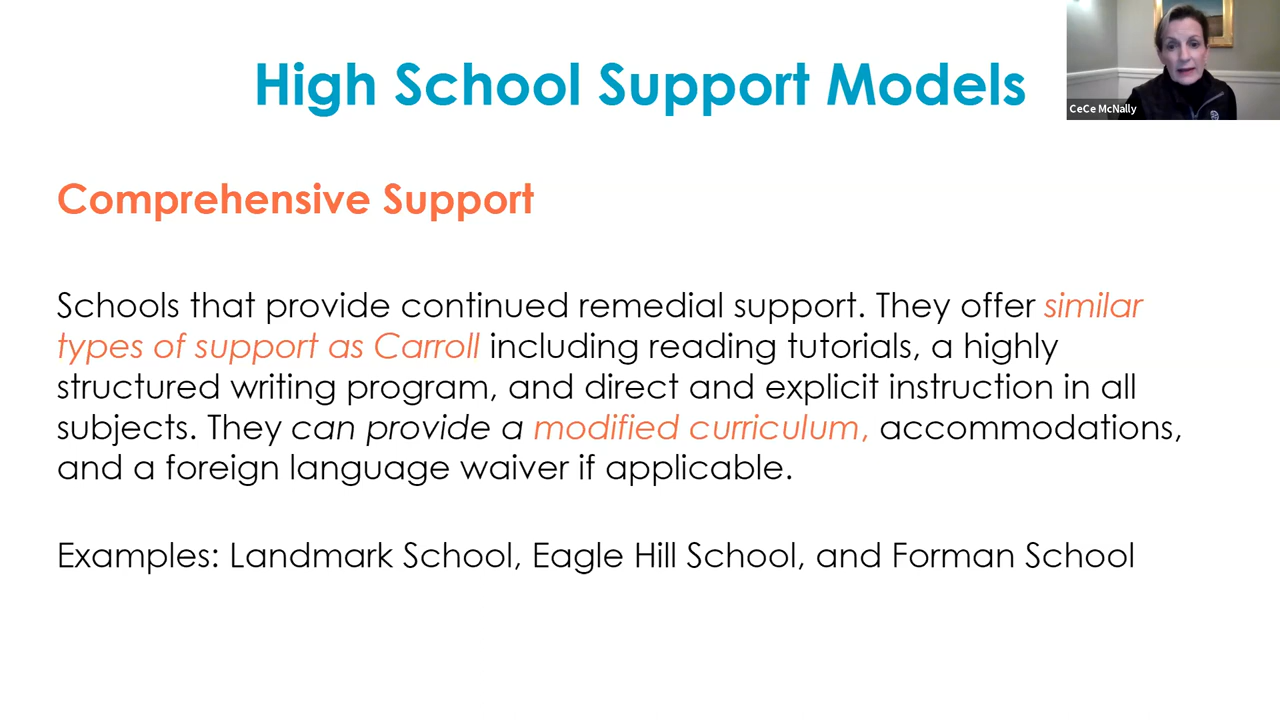 High School Support Models
CeCe McNally
Comprehensive Support
Schools that provide continued remedial support. They offer similar
types of support as Carroll including reading tutorials, a highly
structured writing program, and direct and explicit instruction in all
subjects. They can provide a modified curriculum, accommodations,
and a foreign language waiver if applicable.
Examples: Landmark School, Eagle Hill School, and Forman School